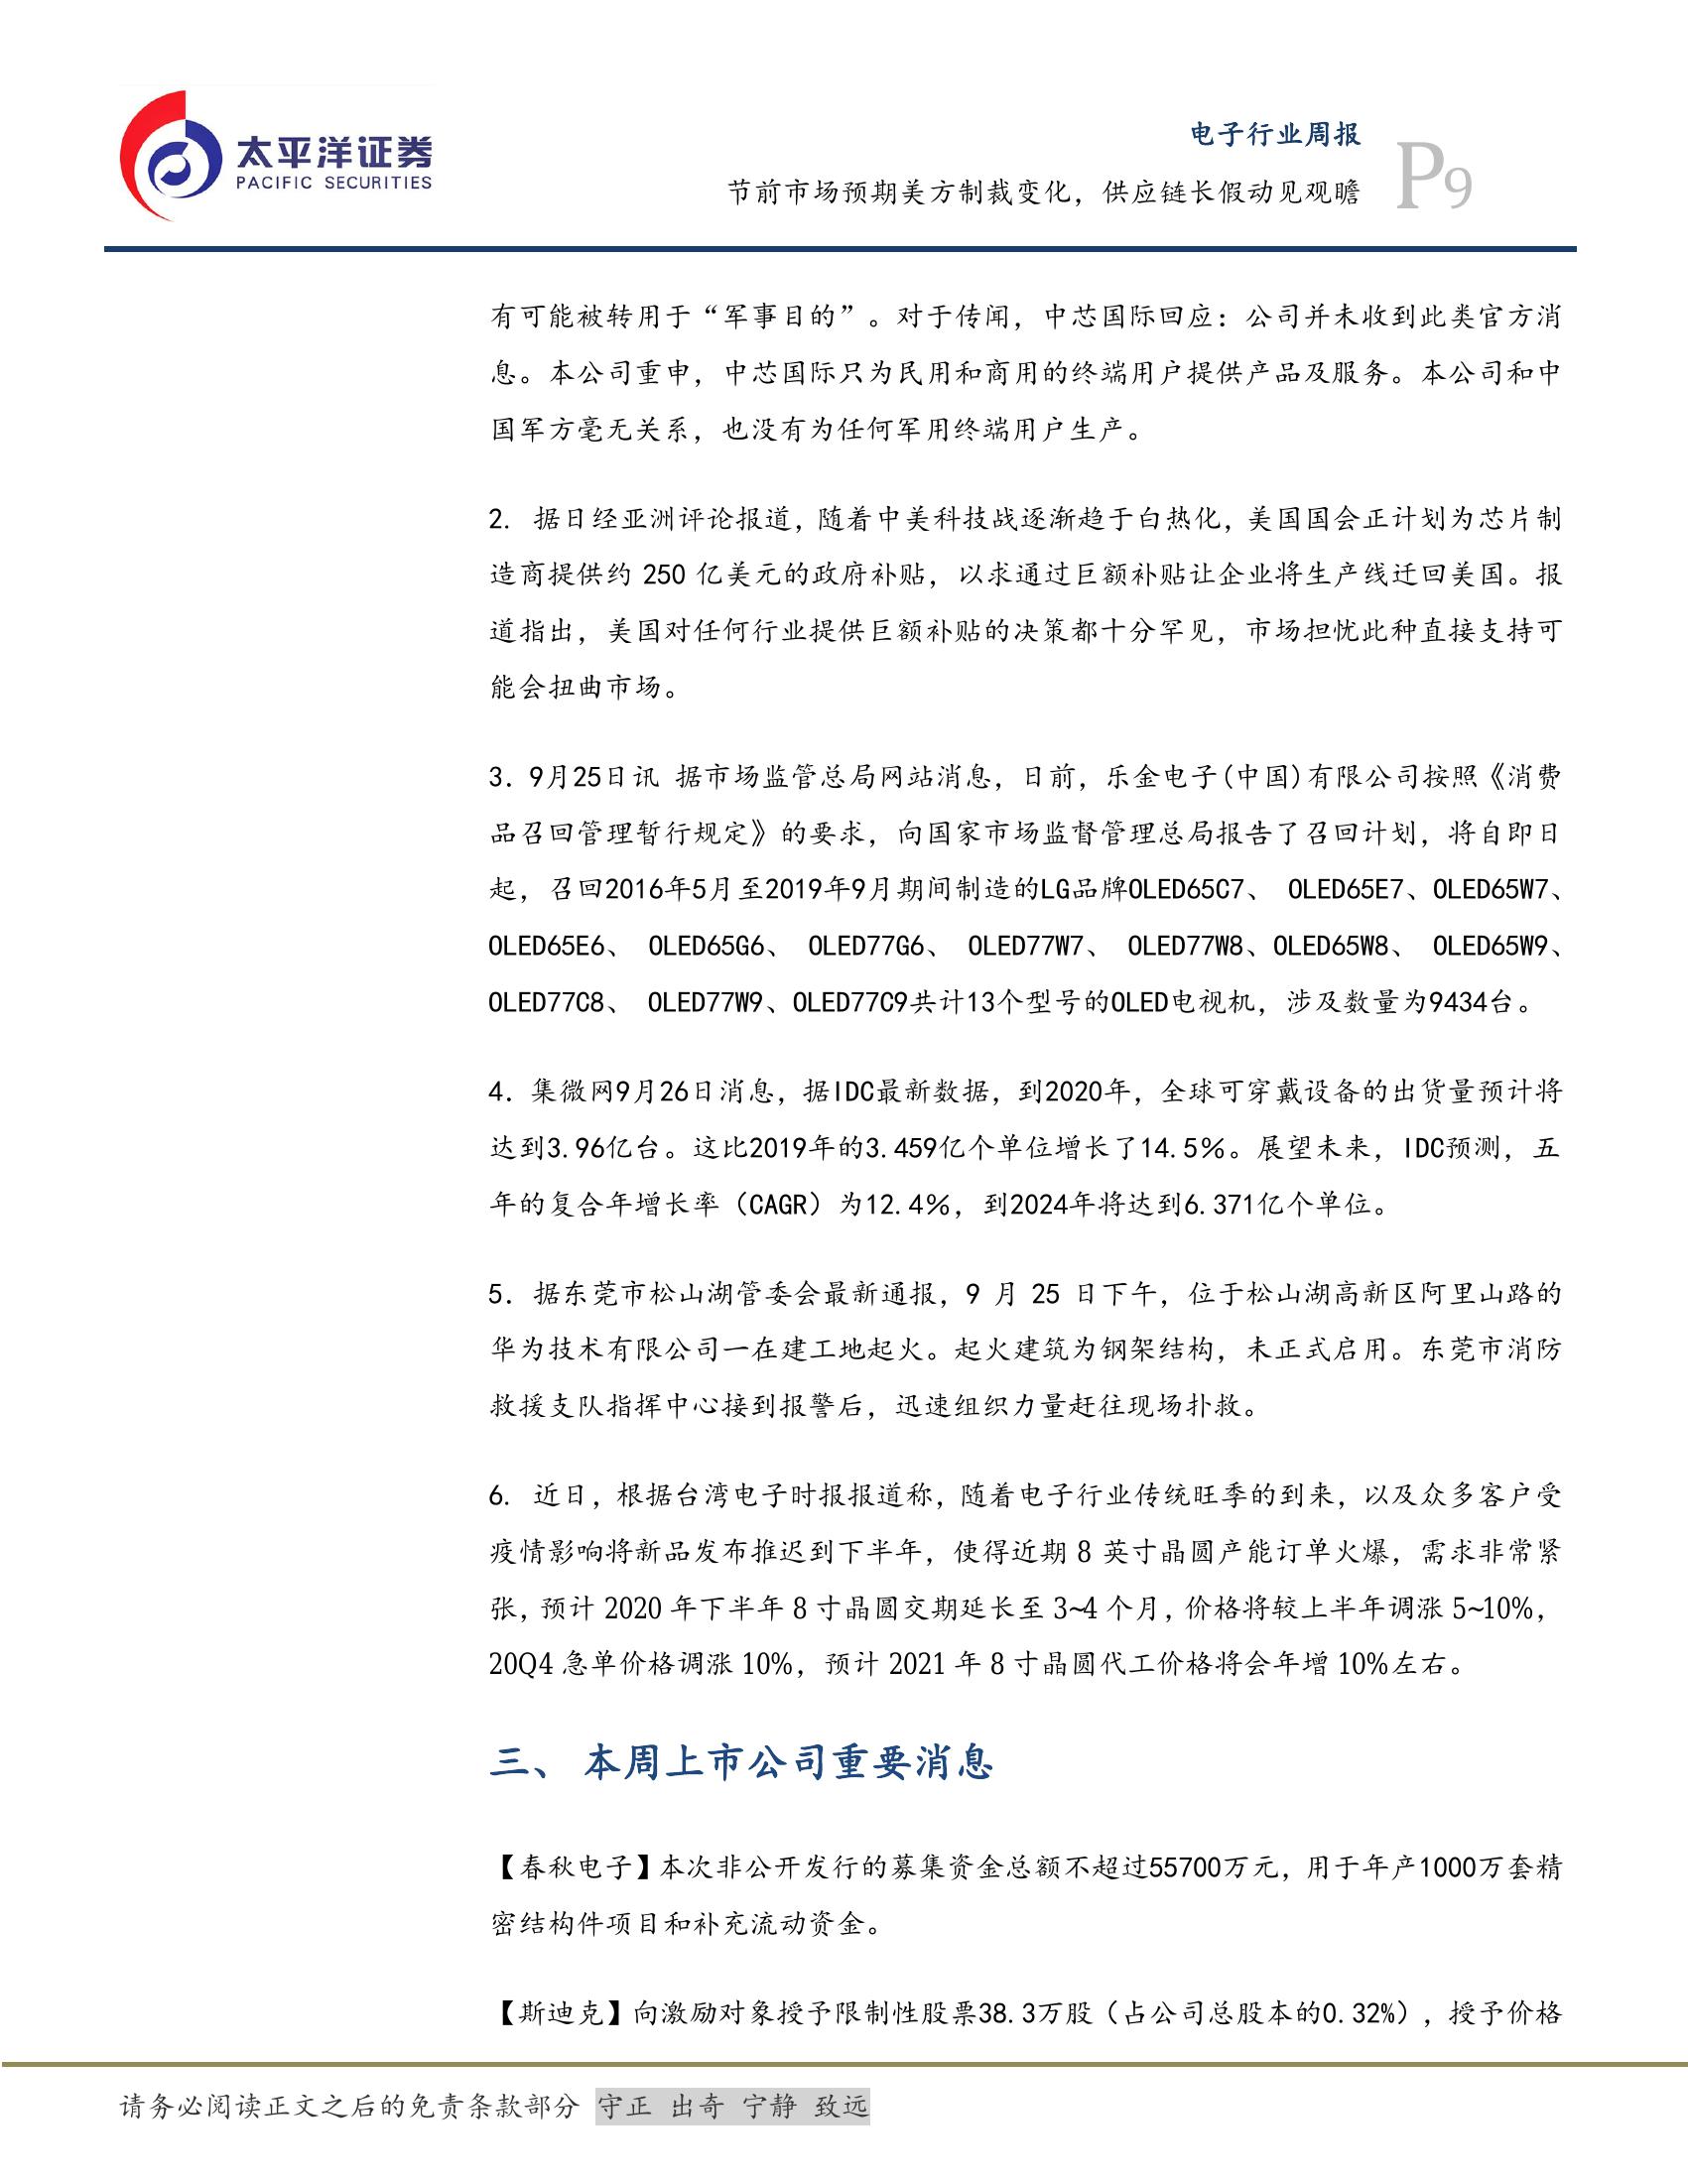 太平洋证券
PACIFIC SECURITIES
电子行业周报
节前市场预期美方制裁变化，供应链长假动见观瞻
P9
有可能被转用于“军事目的”。对于传闻，中芯国际回应：公司并未收到此类官方消
息。本公司重申，中芯国际只为民用和商用的终端用户提供产品及服务。本公司和中
国军方毫无关系，也没有为任何军用终端用户生产。
2. 据日经亚洲评论报道，随着中美科技战逐渐趋于白热化，美国国会正计划为芯片制
造商提供约 250 亿美元的政府补贴，以求通过巨额补贴让企业将生产线迁回美国。报
道指出，美国对任何行业提供巨额补贴的决策都十分罕见，市场担忧此种直接支持可
能会扭曲市场。
3. 9月25日讯 据市场监管总局网站消息，日前，乐金电子(中国)有限公司按照《消费
品召回管理暂行规定》的要求，向国家市场监督管理总局报告了召回计划，将自即日
起，召回2016年5月至2019年9月期间制造的LG品牌OLED65C7、 OLED65E7、OLED65W7、
OLED65E6、 OLED65G6、 OLED77G6、 OLED77W7、 OLED77W8、OLED65W8、 OLED65W9、
OLED77C8、 OLED77W9、OLED77C9共计13个型号的OLED电视机，涉及数量为9434台。
4. 集微网9月26日消息，据IDC最新数据，到2020年，全球可穿戴设备的出货量预计将
达到3.96亿台。这比2019年的3.459亿个单位增长了14.5％。展望未来，IDC预测，五
年的复合年增长率（CAGR）为12.4％，到2024年将达到6.371亿个单位。
5. 据东莞市松山湖管委会最新通报，9 月 25 日下午，位于松山湖高新区阿里山路的
华为技术有限公司一在建工地起火。起火建筑为钢架结构，未正式启用。东莞市消防
救援支队指挥中心接到报警后，迅速组织力量赶往现场扑救。
6. 近日，根据台湾电子时报报道称，随着电子行业传统旺季的到来，以及众多客户受
疫情影响将新品发布推迟到下半年，使得近期 8 英寸晶圆产能订单火爆，需求非常紧
张，预计 2020 年下半年 8 寸晶圆交期延长至 3~4 个月，价格将较上半年调涨 5~10%，
20Q4 急单价格调涨 10%，预计 2021 年 8 寸晶圆代工价格将会年增 10%左右。
三、 本周上市公司重要消息
【春秋电子】本次非公开发行的募集资金总额不超过55700万元，用于年产1000万套精
密结构件项目和补充流动资金。
【斯迪克】向激励对象授予限制性股票38.3万股（占公司总股本的0.32%），授予价格
请务必阅读正文之后的免责条款部分 守正 出奇 宁静 致远